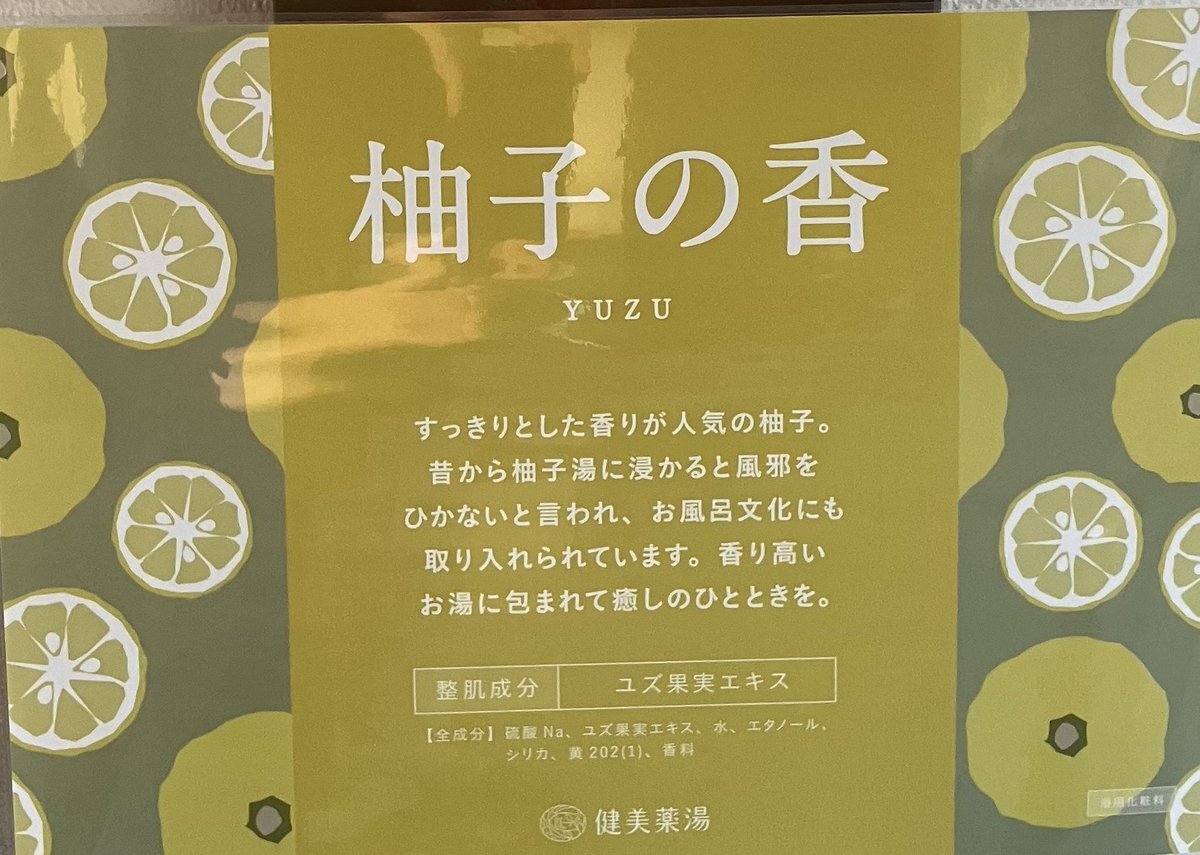 柚子の香
YUZU
すっきりとした香りが人気の柚子。
昔から柚子湯に浸かると風邪を
ひかないと言われ、お風呂文化にも
取り入れられています。香り高い
お湯に包まれて癒しのひとときを。
整肌成分 ユズ果実エキス
【全成分】硫酸Na、ユズ果実エキス、水、エタノール、
シリカ、黄202(1)、香料
健美薬湯
浴用化粧料